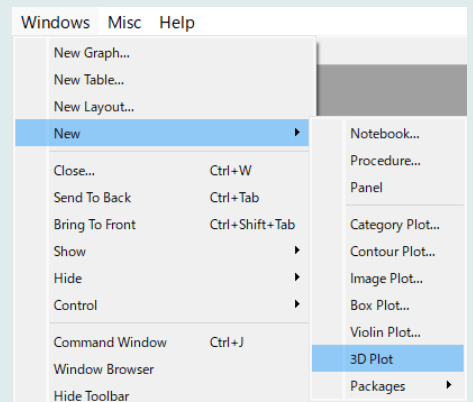 Windows Misc Help
New Graph...
New Table...
New Layout...
New
Close... Ctrl+W
Send To Back Ctrl+Tab
Bring To Front Ctrl+Shift+Tab
Show
Hide
Control
Command Window Ctrl+J
Window Browser
Hide Toolbar
Notebook...
Procedure...
Panel
Category Plot...
Contour Plot...
Image Plot...
Box Plot...
Violin Plot...
3D Plot
Packages